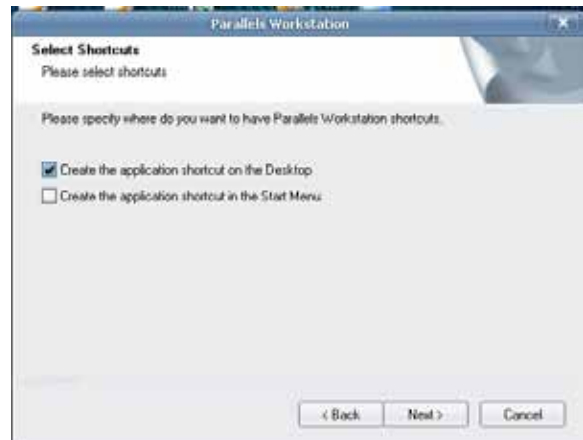 Parallels Workstation
Select Shortcuts
Please select shortcuts
Please specify where do you want to have Parallels Workstation shortcuts.
Create the application shortcut on the Desktop
Create the application shortcut in the Start Menu
< Back
Next >
Cancel